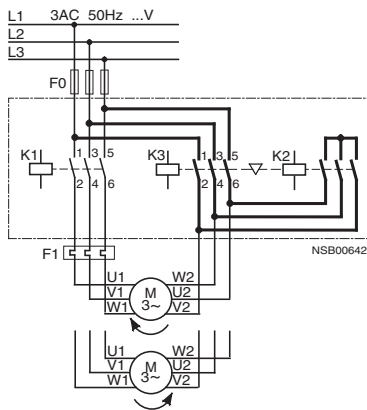 L1 3AC 50Hz ...V
L2
L3
F0
K1 1 3 5 K3 1 3 5 K2
2 4 6 2 4 6
F1 NSB00642
U1 W2
V1 M U2
W1 3~ V2
U1 W2
V1 M U2
W1 3~ V2